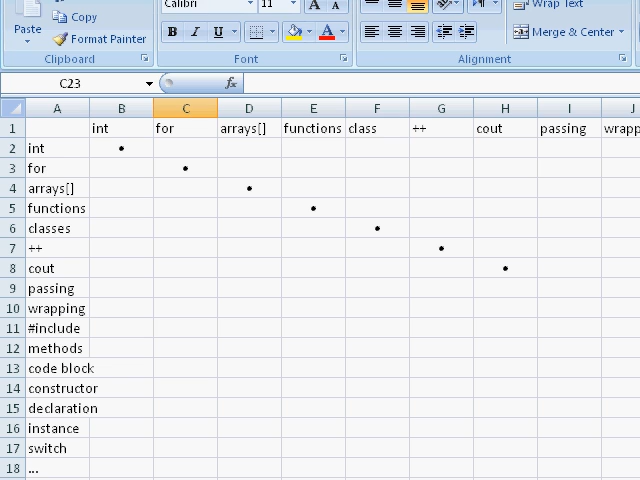 Calibri 11 A A Wrap Text
Copy
Paste
Format Painter
B I U A Merge & Center
Clipboard Font Alignment
C23 fx
A B C D E F G H I J
1 int for arrays[] functions class ++ cout passing wrapp
2 int
3 for
4 arrays[]
5 functions
6 classes
7 ++
8 cout
9 passing
10 wrapping
11 #include
12 methods
13 code block
14 constructor
15 declaration
16 instance
17 switch
18 ...